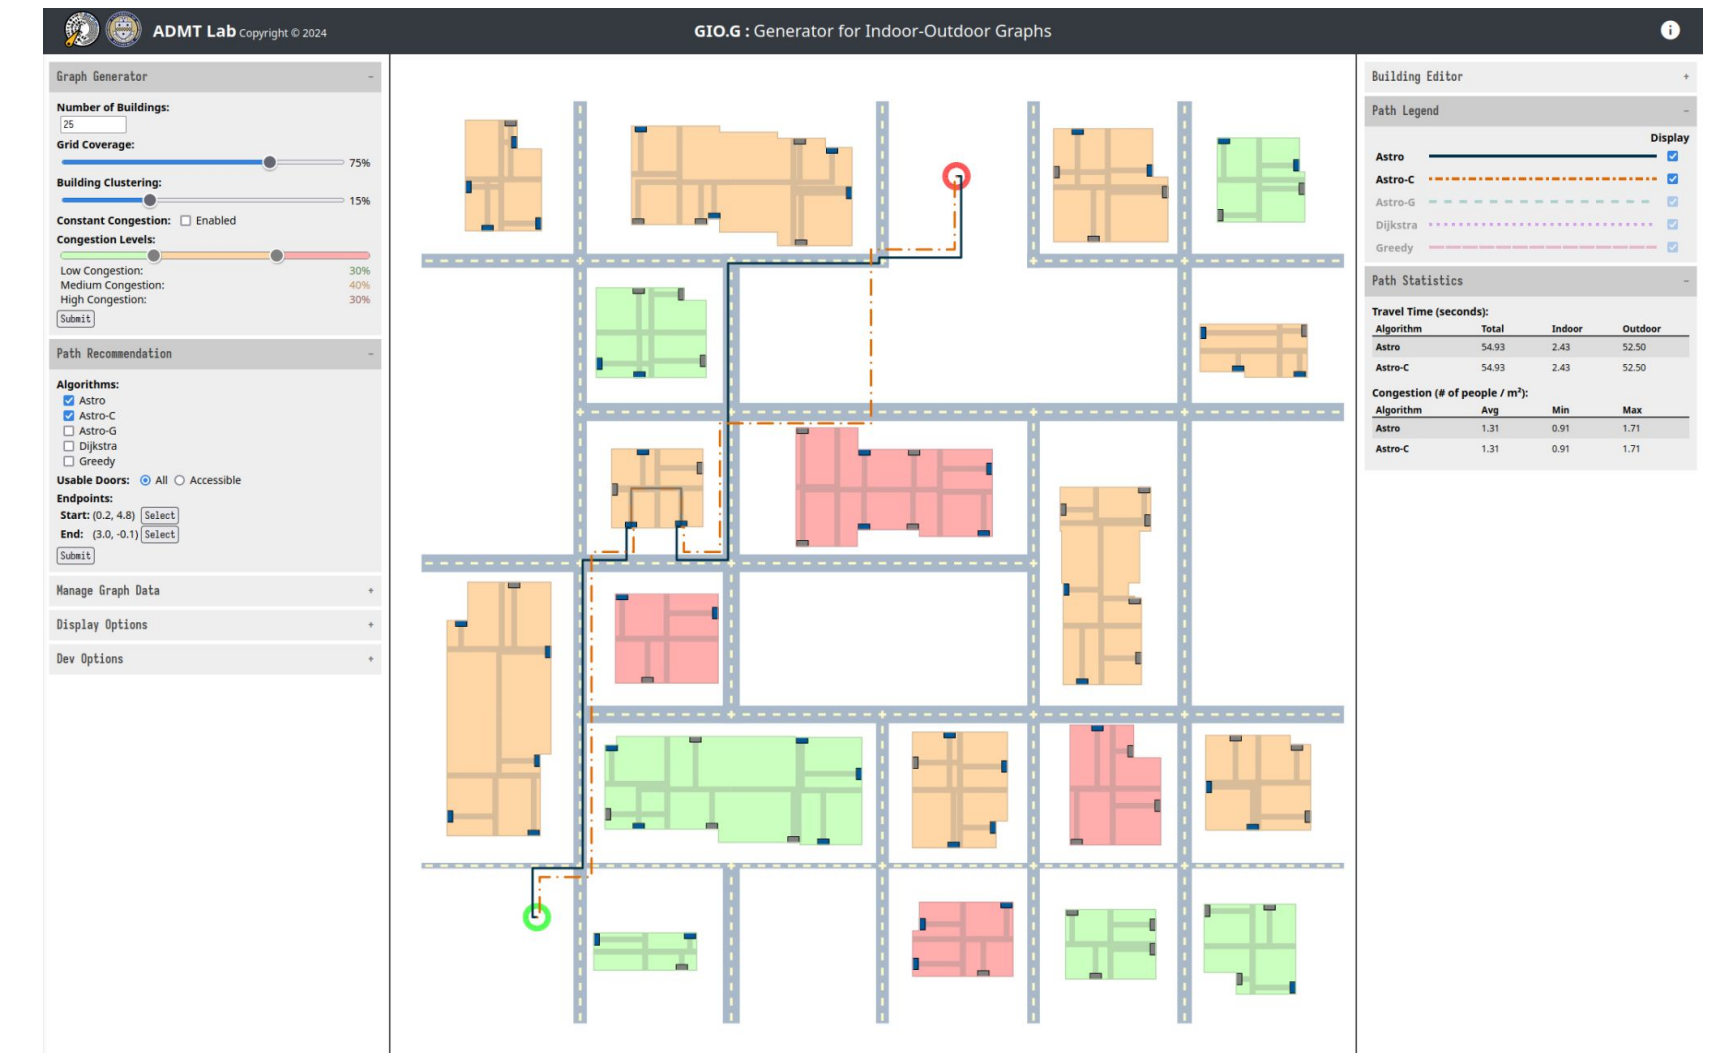 ADMT Lab Copyright © 2024
GIO.G : Generator for Indoor-Outdoor Graphs
i
Graph Generator -
Number of Buildings:
25
Grid Coverage:
75%
Building Clustering:
15%
Constant Congestion: Enabled
Congestion Levels:
Low Congestion: 30%
Medium Congestion: 40%
High Congestion: 30%
Submit
Path Recommendation -
Algorithms:
Astro
Astro-C
Astro-G
Dijkstra
Greedy
Usable Doors: All Accessible
Endpoints:
Start: (0.2, 4.8) Select
End: (3.0, -0.1) Select
Submit
Manage Graph Data +
Display Options +
Dev Options +
Building Editor +
Path Legend -
Display
Astro
Astro-C
Astro-G
Dijkstra
Greedy
Path Statistics -
Travel Time (seconds):
Algorithm Total Indoor Outdoor
Astro 54.93 2.43 52.50
Astro-C 54.93 2.43 52.50
Congestion (# of people / m²):
Algorithm Avg Min Max
Astro 1.31 0.91 1.71
Astro-C 1.31 0.91 1.71